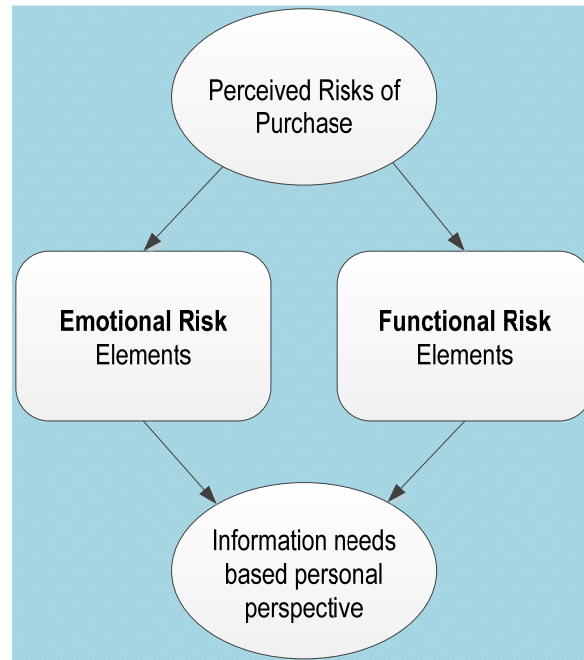 Perceived Risks of
Purchase
Emotional Risk
Elements
Functional Risk
Elements
Information needs
based personal
perspective